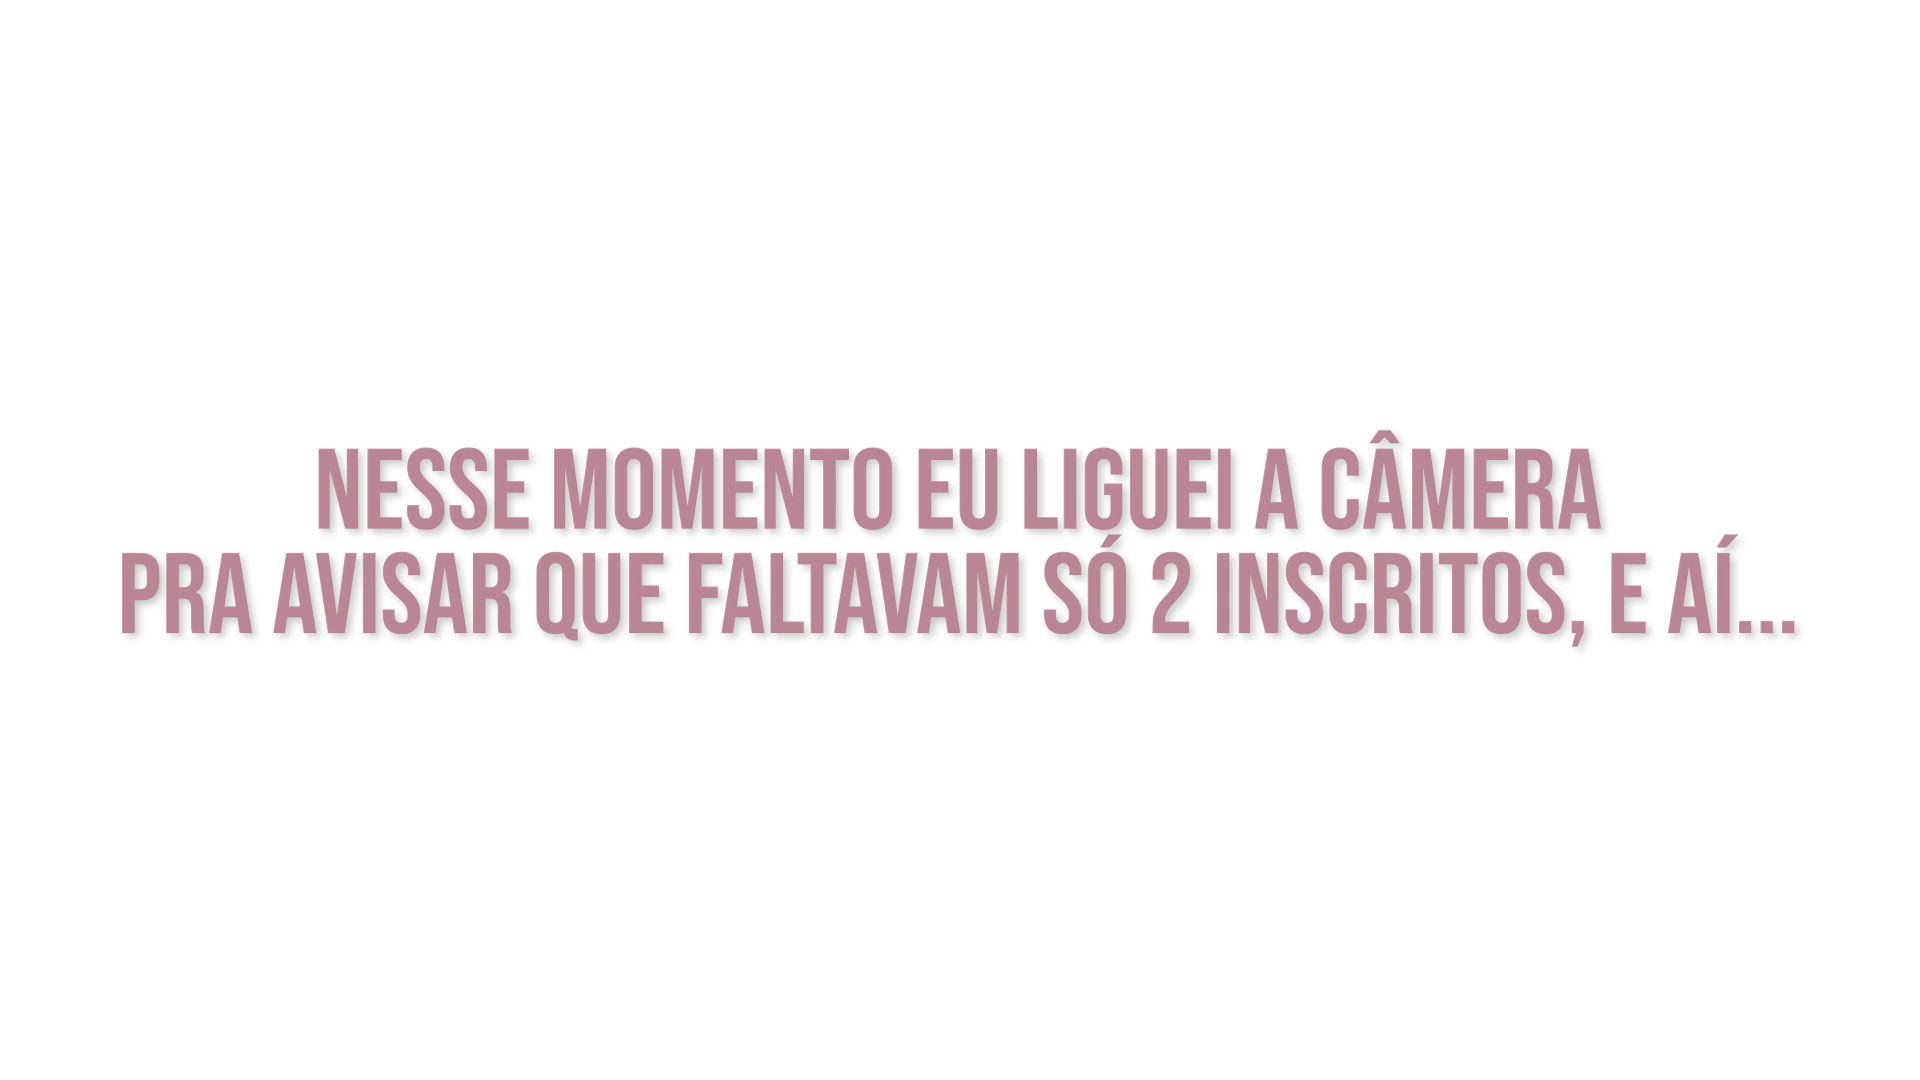 NESSE MOMENTO EU LIGUEI A CÂMERA
PRA AVISAR QUE FALTAVAM SÓ 2 INSCRITOS, E AÍ...